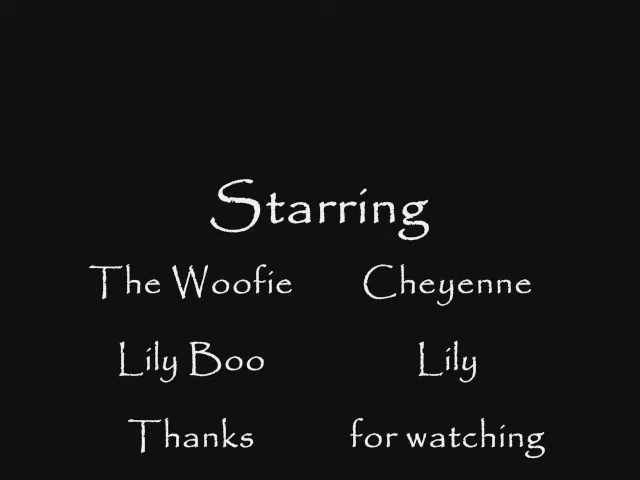 Starring
The Woofie Cheyenne
Lily Boo Lily
Thanks for watching